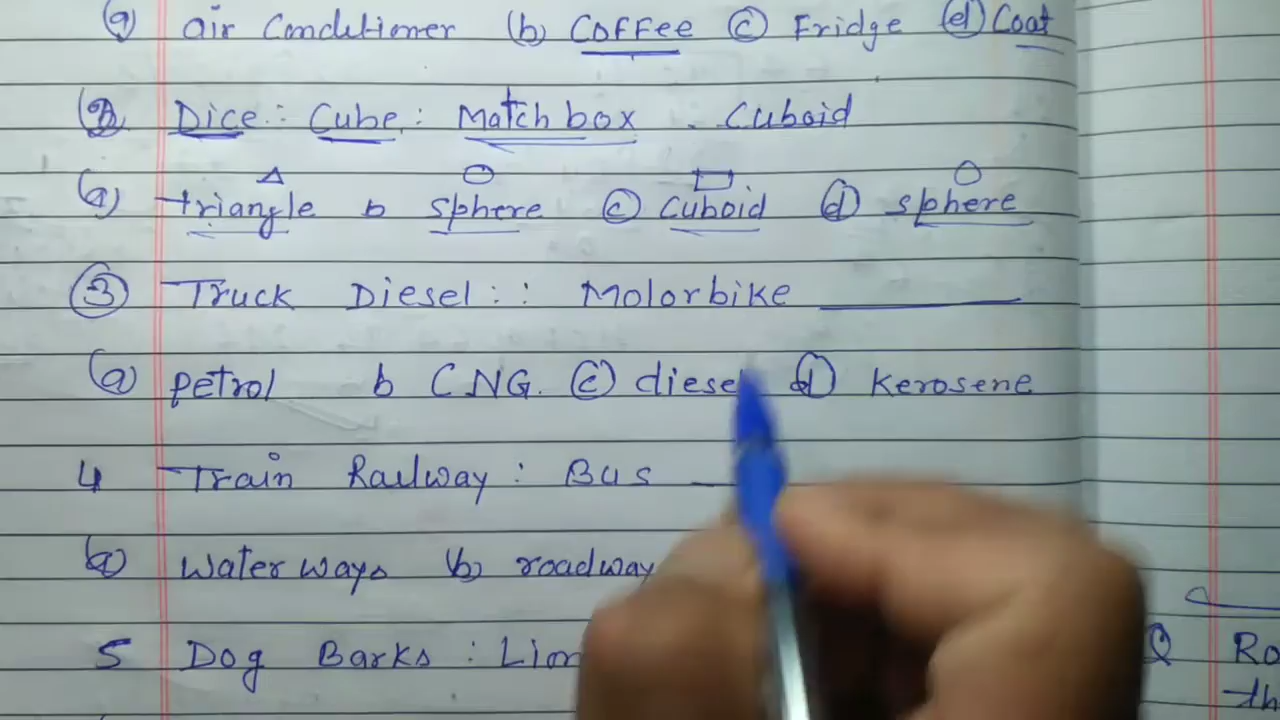 (a) air Conditioner (b) Coffee (c) Fridge (d) Coat
(2) Dice :: Cube : Matchbox . Cuboid
(a) triangle b sphere (c) Cuboid (d) sphere
(3) Truck Diesel :: Motorbike ______
(a) petrol b CNG. (c) diesel (d) Kerosene
4 Train Railway : Bus
(a) Waterways (b) roadway
5 Dog Barks : Lion
Q